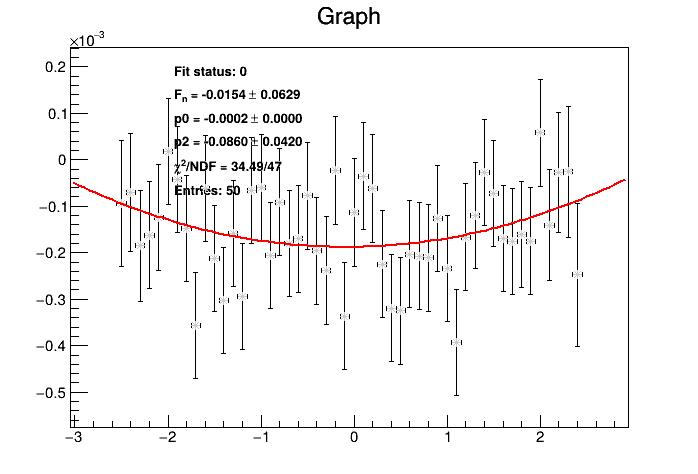 Graph
×10⁻³
Fit status: 0
Fₙ = -0.0154 ± 0.0629
p0 = -0.0002 ± 0.0000
p2 = -0.0860 ± 0.0420
χ²/NDF = 34.49/47
Entries: 50
0.2
0.1
0
−0.1
−0.2
−0.3
−0.4
−0.5
−3 −2 −1 0 1 2